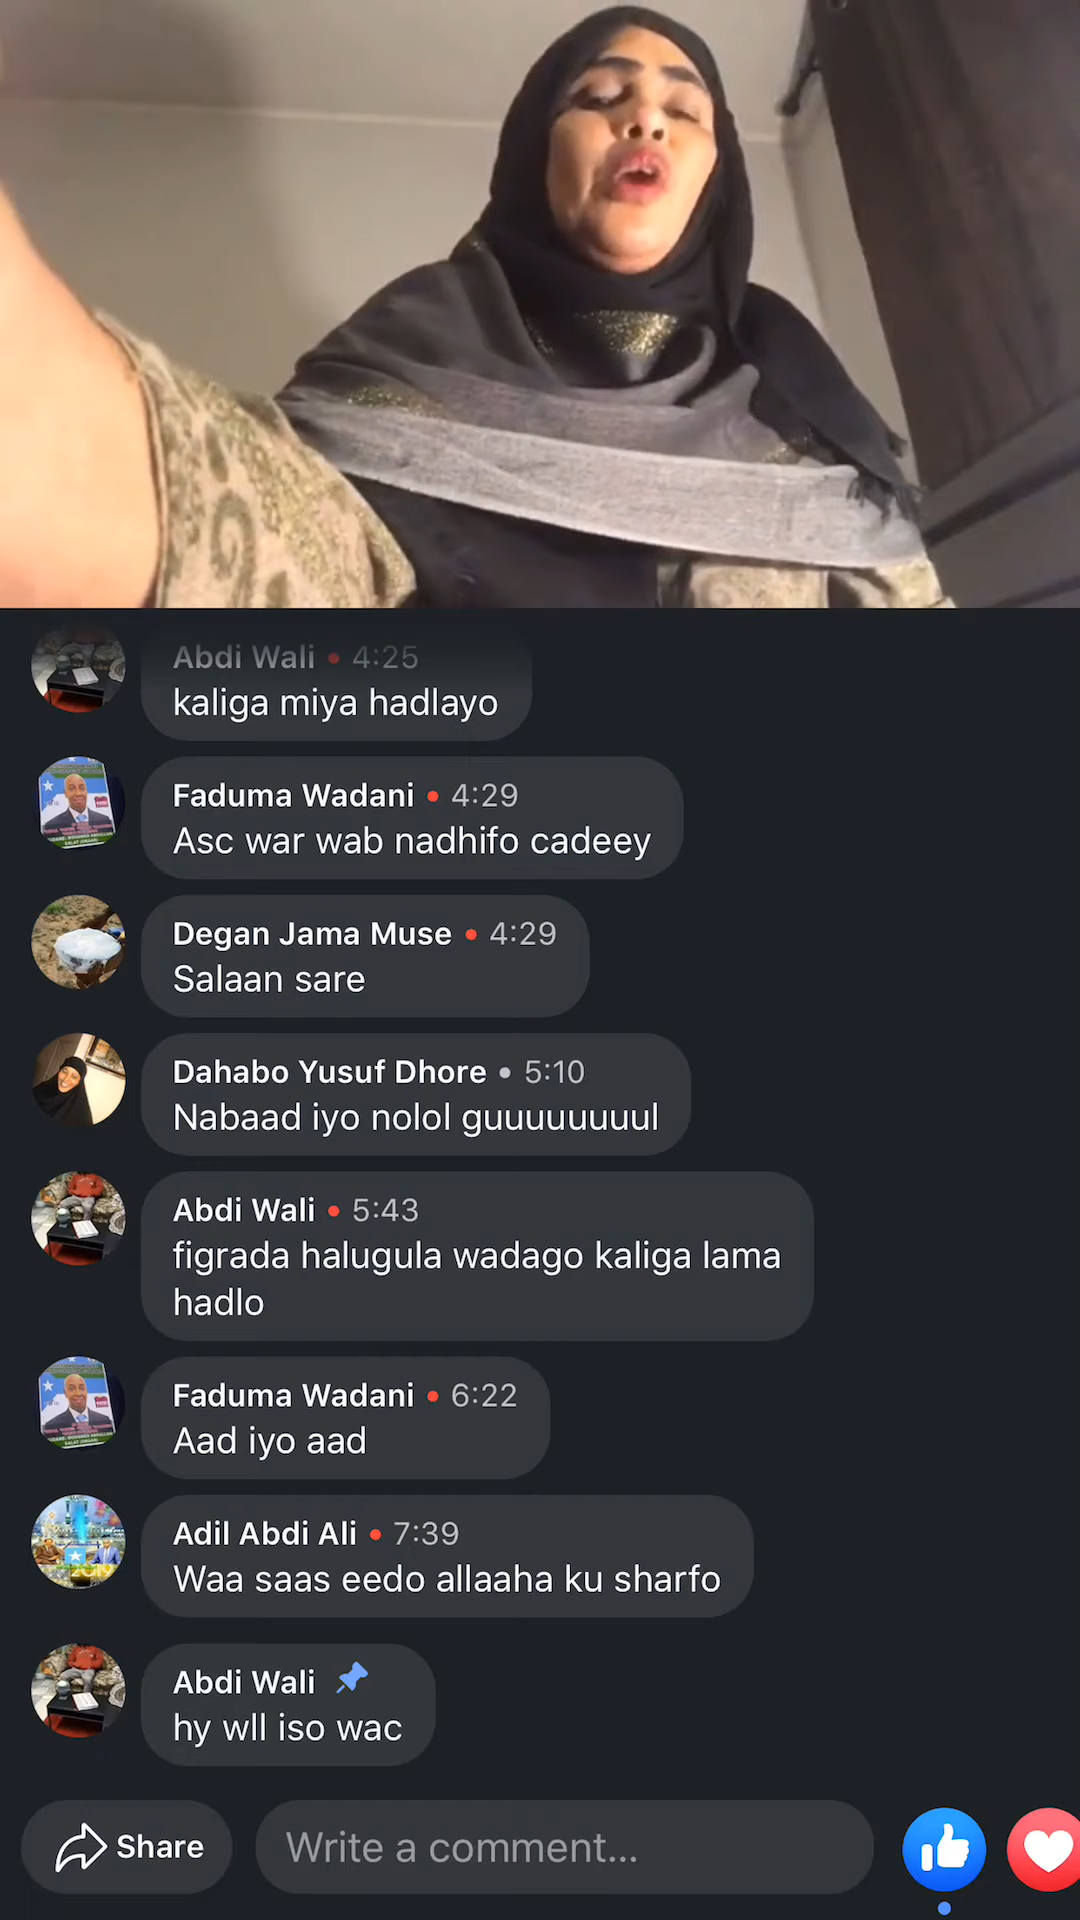 Abdi Wali • 4:25
kaliga miya hadlayo
Faduma Wadani • 4:29
Asc war wab nadhifo cadeey
Degan Jama Muse • 4:29
Salaan sare
Dahabo Yusuf Dhore • 5:10
Nabaad iyo nolol guuuuuuuul
Abdi Wali • 5:43
figrada halugula wadago kaliga lama
hadlo
Faduma Wadani • 6:22
Aad iyo aad
Adil Abdi Ali • 7:39
Waa saas eedo allaaha ku sharfo
Abdi Wali
hy wll iso wac
Share
Write a comment...